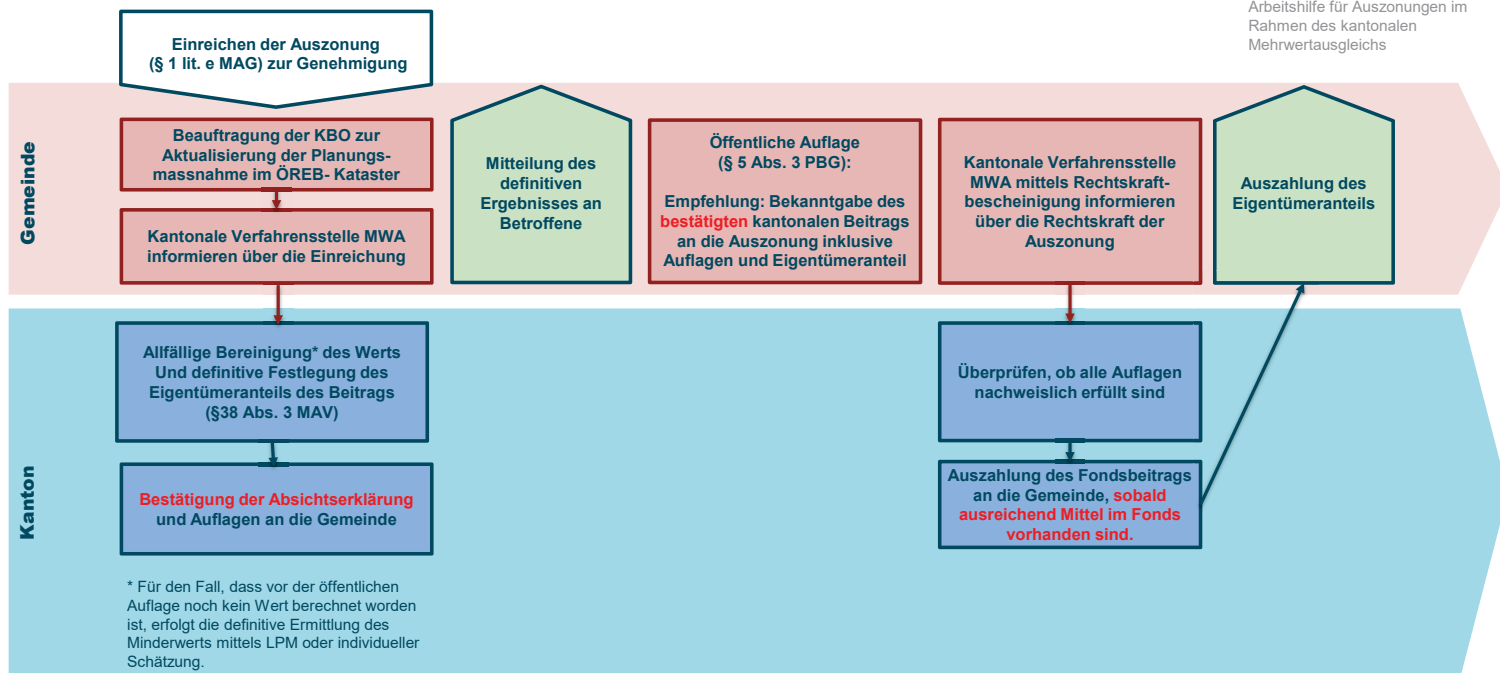 Arbeitshilfe für Auszonungen im
Rahmen des kantonalen
Mehrwertausgleichs
Einreichen der Auszonung
(§ 1 lit. e MAG) zur Genehmigung
Gemeinde
Beauftragung der KBO zur
Aktualisierung der Planungs-
massnahme im ÖREB- Kataster
Kantonale Verfahrensstelle MWA
informieren über die Einreichung
Mitteilung des
definitiven
Ergebnisses an
Betroffene
Öffentliche Auflage
(§ 5 Abs. 3 PBG):
Empfehlung: Bekanntgabe des
bestätigten kantonalen Beitrags
an die Auszonung inklusive
Auflagen und Eigentümeranteil
Kantonale Verfahrensstelle
MWA mittels Rechtskraft-
bescheinigung informieren
über die Rechtskraft der
Auszonung
Auszahlung des
Eigentümeranteils
Kanton
Allfällige Bereinigung* des Werts
Und definitive Festlegung des
Eigentümeranteils des Beitrags
(§38 Abs. 3 MAV)
Bestätigung der Absichtserklärung
und Auflagen an die Gemeinde
Überprüfen, ob alle Auflagen
nachweislich erfüllt sind
Auszahlung des Fondsbeitrags
an die Gemeinde, sobald
ausreichend Mittel im Fonds
vorhanden sind.
* Für den Fall, dass vor der öffentlichen
Auflage noch kein Wert berechnet worden
ist, erfolgt die definitive Ermittlung des
Minderwerts mittels LPM oder individueller
Schätzung.